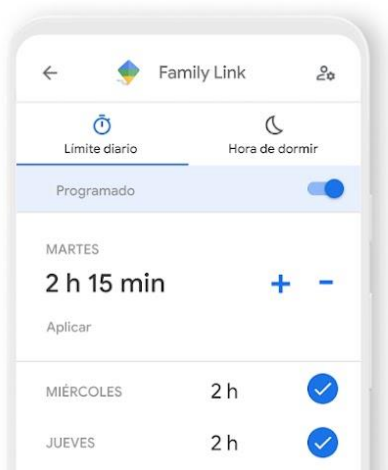 Family Link
Límite diario
Hora de dormir
Programado
MARTES
2 h 15 min
Aplicar
MIÉRCOLES 2 h
JUEVES 2 h